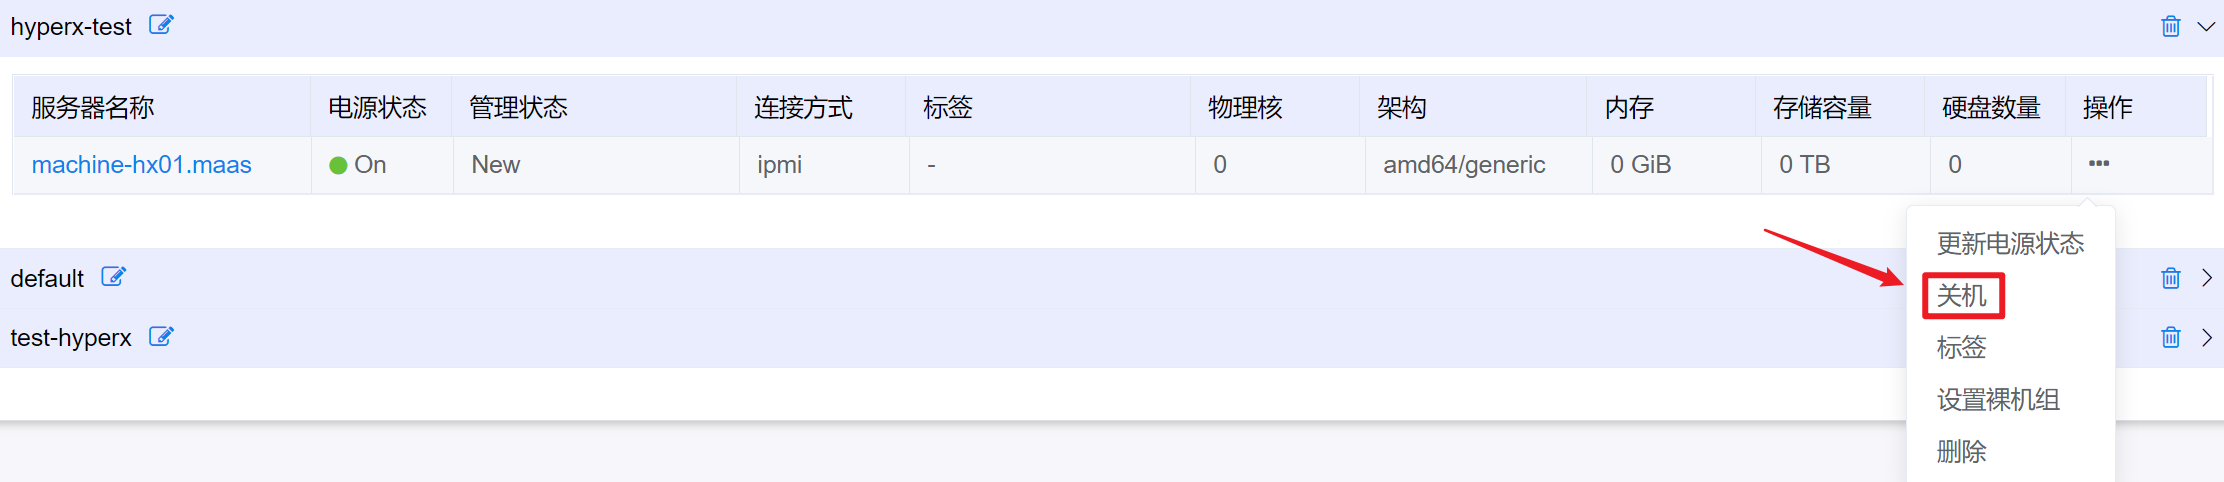 hyperx-test
服务器名称 电源状态 管理状态 连接方式 标签 物理核 架构 内存 存储容量 硬盘数量 操作
machine-hx01.maas On New ipmi - 0 amd64/generic 0 GiB 0 TB 0 •••
更新电源状态
default
关机
test-hyperx
标签
设置裸机组
删除